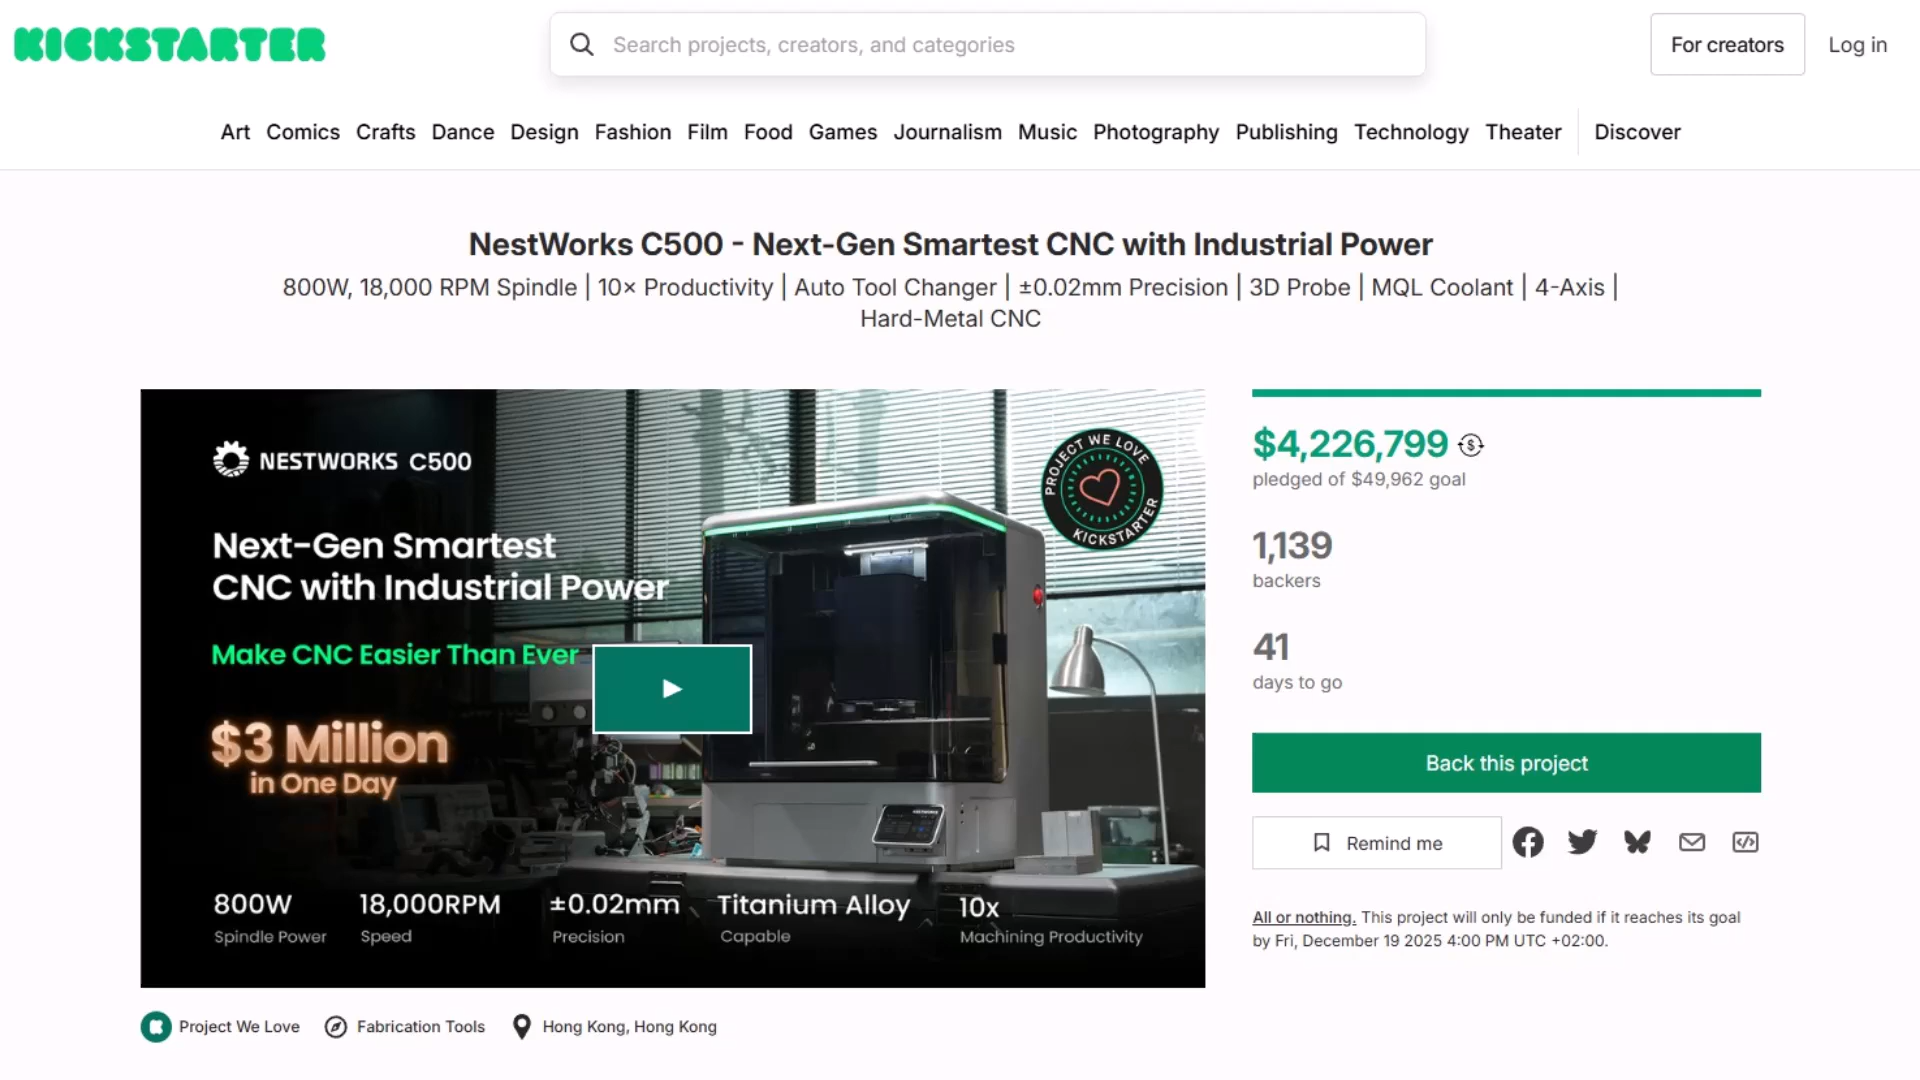 KICKSTARTER
Search projects, creators, and categories
For creators
Log in
Art Comics Crafts Dance Design Fashion Film Food Games Journalism Music Photography Publishing Technology Theater Discover
NestWorks C500 - Next-Gen Smartest CNC with Industrial Power
800W, 18,000 RPM Spindle | 10× Productivity | Auto Tool Changer | ±0.02mm Precision | 3D Probe | MQL Coolant | 4-Axis |
Hard-Metal CNC
NESTWORKS C500
Next-Gen Smartest
CNC with Industrial Power
Make CNC Easier Than Ever
$3 Million
in One Day
PROJECT WE LOVE
KICKSTARTER
800W
Spindle Power
18,000RPM
Speed
±0.02mm
Precision
Titanium Alloy
Capable
10x
Machining Productivity
$4,226,799
pledged of $49,962 goal
1,139
backers
41
days to go
Back this project
Remind me
All or nothing. This project will only be funded if it reaches its goal
by Fri, December 19 2025 4:00 PM UTC +02:00.
Project We Love
Fabrication Tools
Hong Kong, Hong Kong